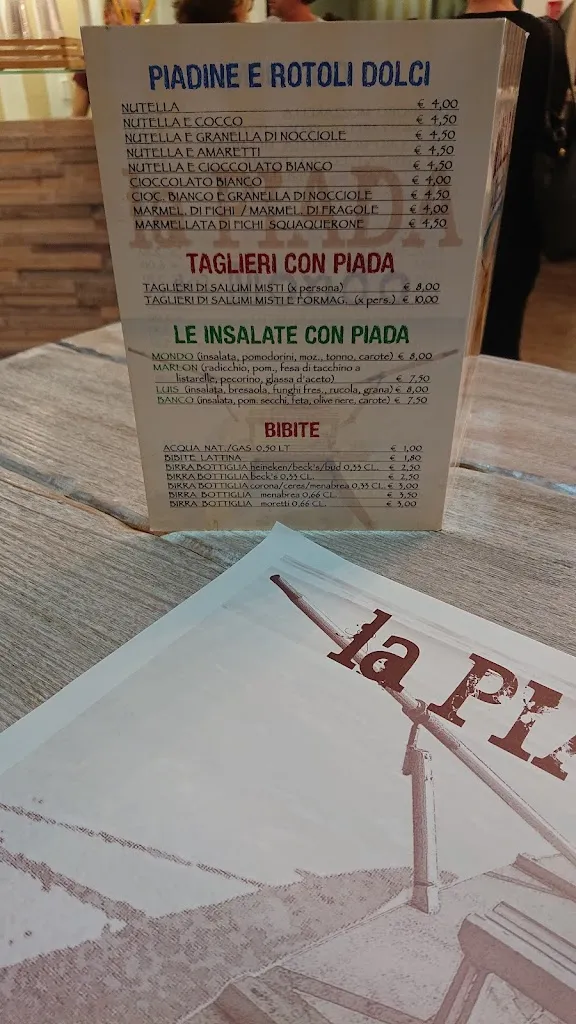 PIADINE E ROTOLI DOLCI
NUTELLA € 4,00
NUTELLA E COCCO € 4,50
NUTELLA E GRANELLA DI NOCCIOLE € 4,50
NUTELLA E AMARETTI € 4,50
NUTELLA E CIOCCOLATO BIANCO € 4,50
CIOCCOLATO BIANCO € 4,00
CIOC. BIANCO E GRANELLA DI NOCCIOLE € 4,50
MARMEL. DI FICHI / MARMEL. DI FRAGOLE € 4,00
MARMELLATA DI FICHI SQUAQUERONE € 4,50
TAGLIERI CON PIADA
TAGLIERI DI SALUMI MISTI (x persona) € 8,00
TAGLIERI DI SALUMI MISTI E FORMAG. (x pers.) € 10,00
LE INSALATE CON PIADA
MONDO (insalata, pomodorini, moz., tonno, carote) € 8,00
MARLON (radicchio, pom., fesa di tacchino a
listarelle, pecorino, glassa d'aceto) € 7,50
LUIS (insalata, bresaola, funghi fres., rucola, grana) € 8,00
BANCO (insalata, pom. secchi, feta, olive nere, carote) € 7,50
BIBITE
ACQUA NAT./GAS. 0,50 LT € 1,00
BIBITE LATTINA € 1,80
BIRRA BOTTIGLIA heineken/beck's/bud 0,33 CL. € 2,50
BIRRA BOTTIGLIA beck's 0,33 CL. € 2,50
BIRRA BOTTIGLIA corona/ceres/menabrea 0,33 CL. € 3,00
BIRRA BOTTIGLIA menabrea 0,66 CL. € 3,50
BIRRA BOTTIGLIA moretti 0,66 CL. € 3,00
la PIA